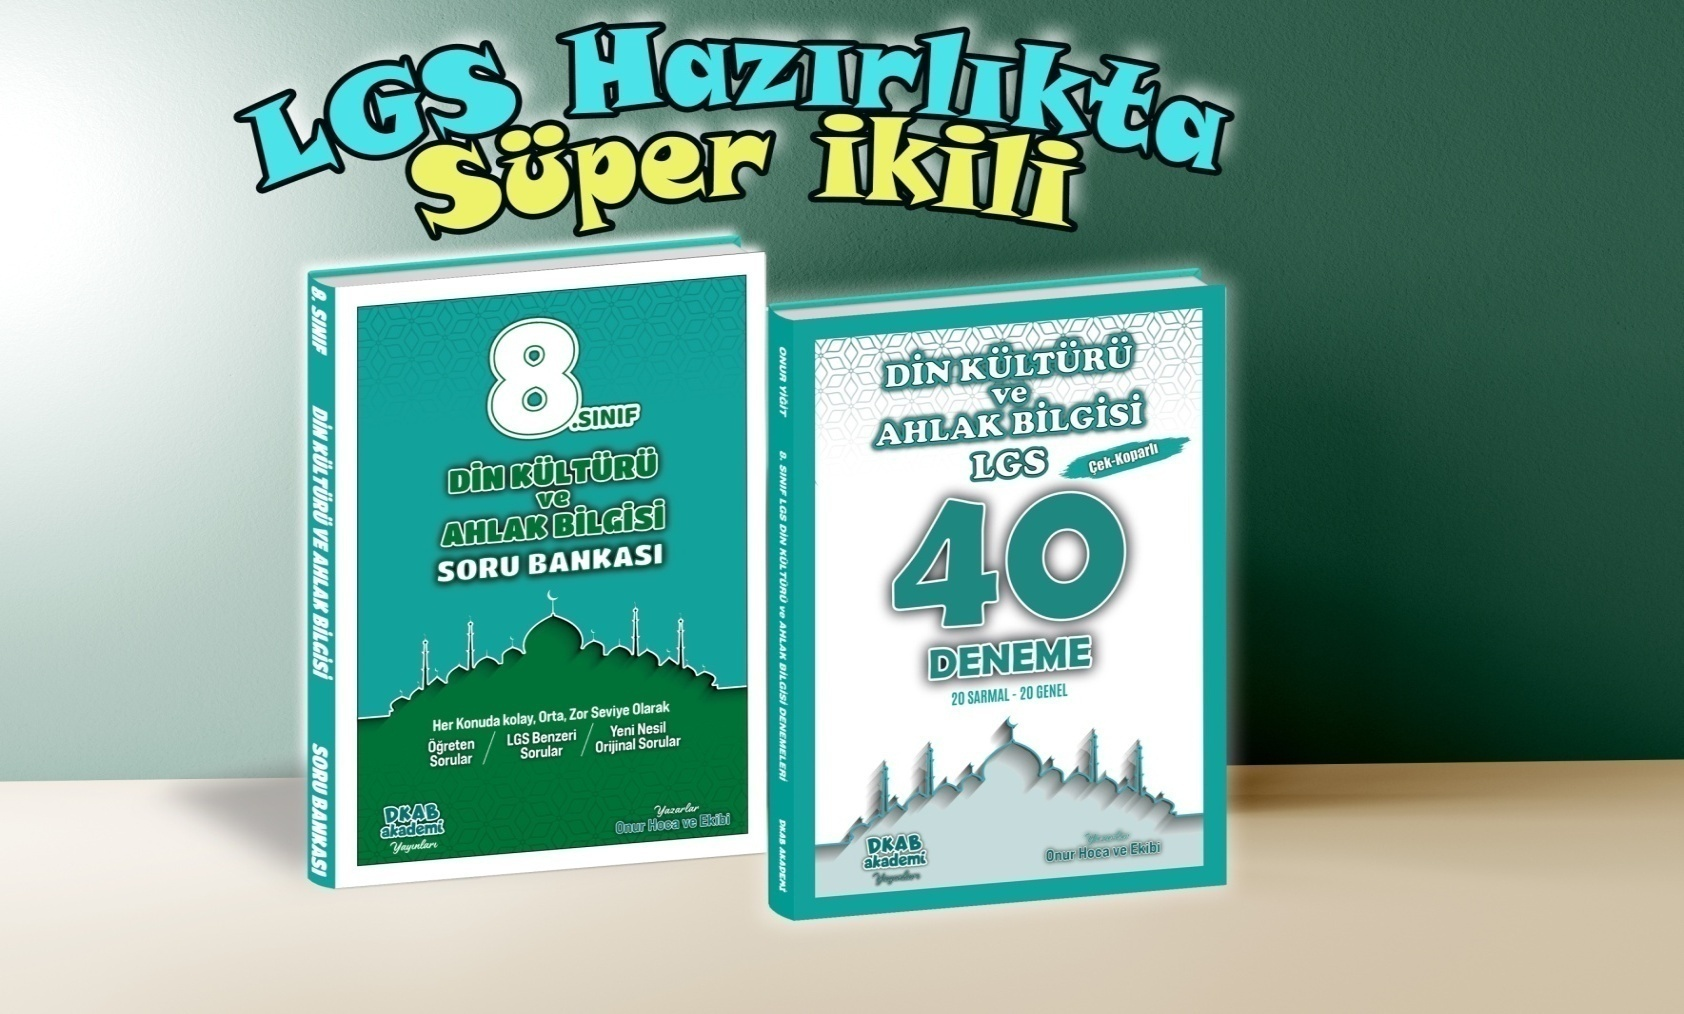 LGS Hazırlıkta
Süper ikili
8. SINIF DİN KÜLTÜRÜ VE AHLAK BİLGİSİ SORU BANKASI
8
.SINIF
DİN KÜLTÜRÜ
ve
AHLAK BİLGİSİ
SORU BANKASI
Her Konuda kolay, Orta, Zor Seviye Olarak
Öğreten
Sorular
LGS Benzeri
Sorular
Yeni Nesil
Orijinal Sorular
DKAB
akademi
Yayınları
Yazarlar
Onur Hoca ve Ekibi
ONUR YİĞİT 8. SINIF LGS DİN KÜLTÜRÜ ve AHLAK BİLGİSİ DENEMELERİ DKAB AKADEMİ
DİN KÜLTÜRÜ
ve
AHLAK BİLGİSİ
LGS
Çek-Koparlı
40
DENEME
20 SARMAL - 20 GENEL
DKAB
akademi
Yayınları
Yazarlar
Onur Hoca ve Ekibi